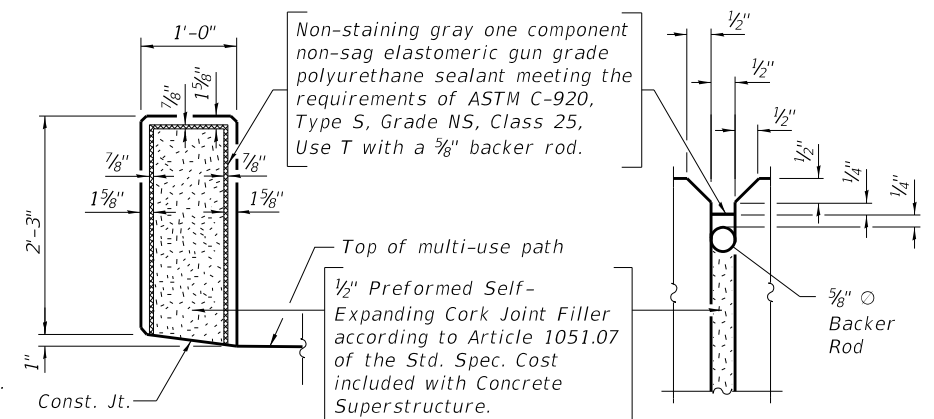 1'-0"
1/2"
Non-staining gray one component
non-sag elastomeric gun grade
polyurethane sealant meeting the
requirements of ASTM C-920,
Type S, Grade NS, Class 25,
Use T with a 5/8" backer rod.
1/2"
7/8"
1 5/8"
1/2"
7/8"
7/8"
1/2"
1/4"
1/4"
1 5/8"
1 5/8"
2'-3"
Top of multi-use path
1/2" Preformed Self-
Expanding Cork Joint Filler
according to Article 1051.07
of the Std. Spec. Cost
included with Concrete
Superstructure.
5/8" ∅
Backer
Rod
1"
Const. Jt.